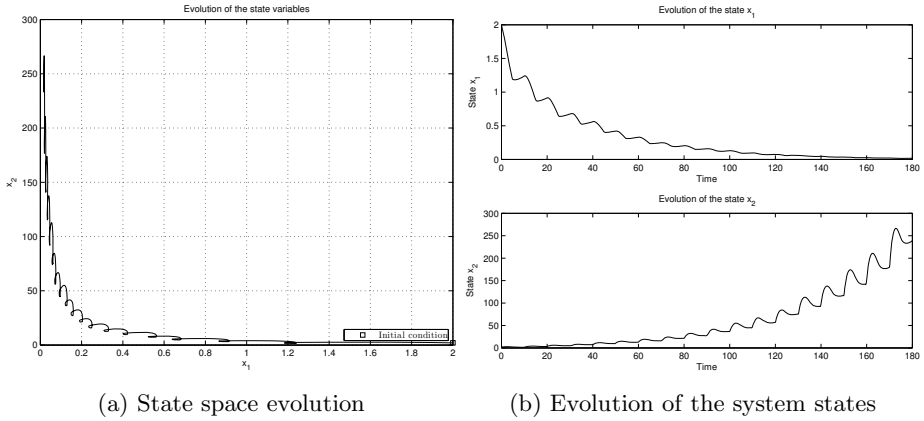 Evolution of the state variables
300
250
200
150
100
50
0
x2
0 0.2 0.4 0.6 0.8 1 1.2 1.4 1.6 1.8 2
x1
Initial condition
(a) State space evolution
Evolution of the state x1
2
1.5
1
0.5
0
State x1
0 20 40 60 80 100 120 140 160 180
Time
Evolution of the state x2
300
250
200
150
100
50
0
State x2
0 20 40 60 80 100 120 140 160 180
Time
(b) Evolution of the system states